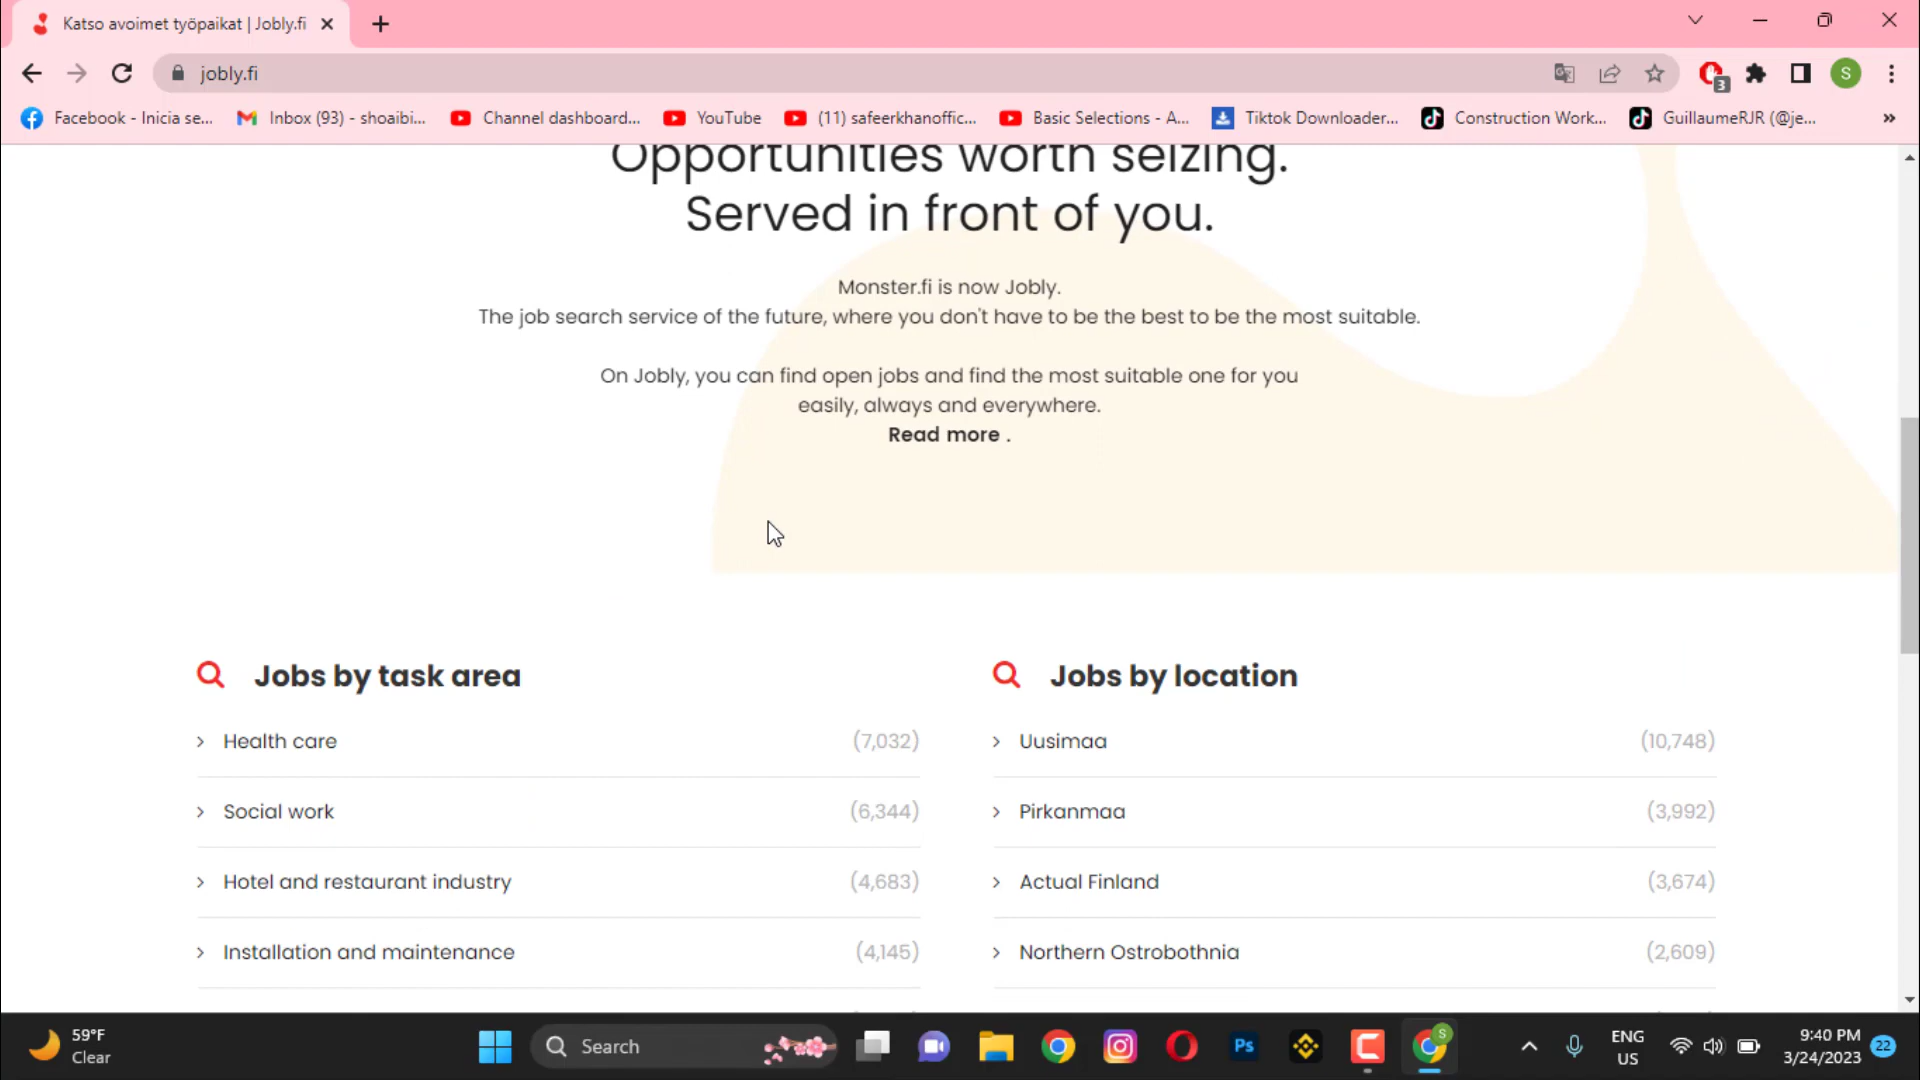 Katso avoimet työpaikat | Jobly.fi
jobly.fi
3
S
Facebook - Inicia se...
Inbox (93) - shoaibi...
Channel dashboard...
YouTube
(11) safeerkhanoffic...
Basic Selections - A...
Tiktok Downloader...
Construction Work...
GuillaumeRJR (@je...
»
Opportunities worth seizing.
Served in front of you.
Monster.fi is now Jobly.
The job search service of the future, where you don't have to be the best to be the most suitable.
On Jobly, you can find open jobs and find the most suitable one for you
easily, always and everywhere.
Read more .
Jobs by task area
Health care (7,032)
Social work (6,344)
Hotel and restaurant industry (4,683)
Installation and maintenance (4,145)
Jobs by location
Uusimaa (10,748)
Pirkanmaa (3,992)
Actual Finland (3,674)
Northern Ostrobothnia (2,609)
59°F
Clear
Search
Ps
S
ENG
US
9:40 PM
3/24/2023
22